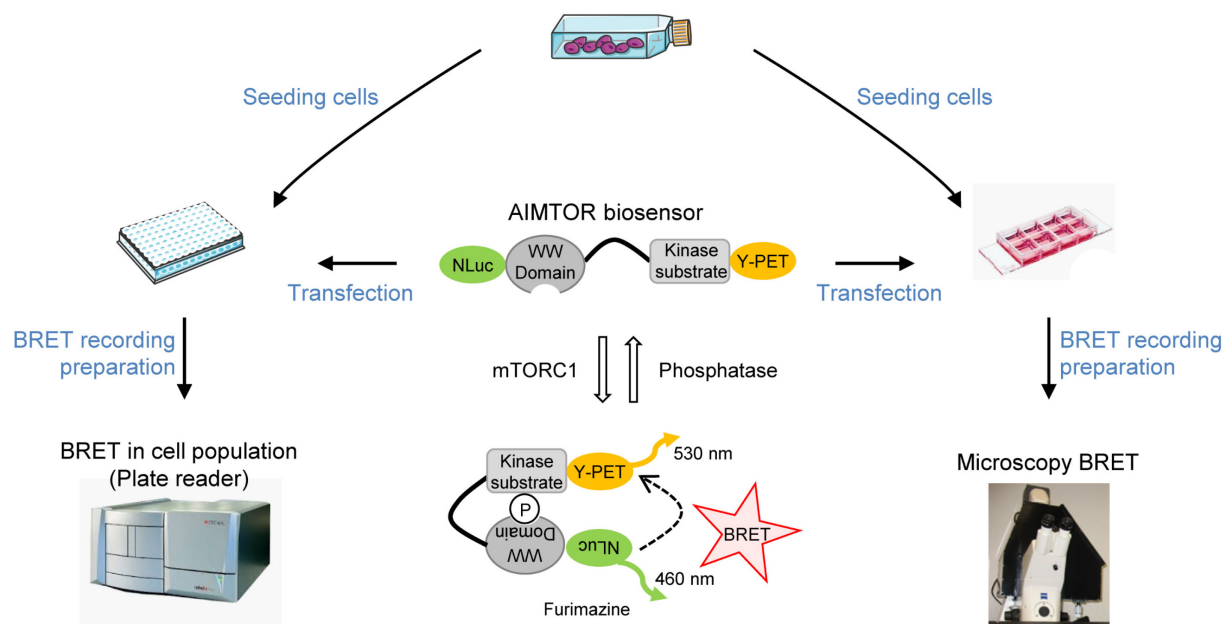 Seeding cells
Seeding cells
AIMTOR biosensor
NLuc
WW
Domain
Kinase
substrate
Y-PET
Transfection
Transfection
BRET recording
preparation
BRET recording
preparation
mTORC1
Phosphatase
BRET in cell population
(Plate reader)
Microscopy BRET
Kinase
substrate
Y-PET
530 nm
P
WW
Domain
NLuc
BRET
460 nm
Furimazine